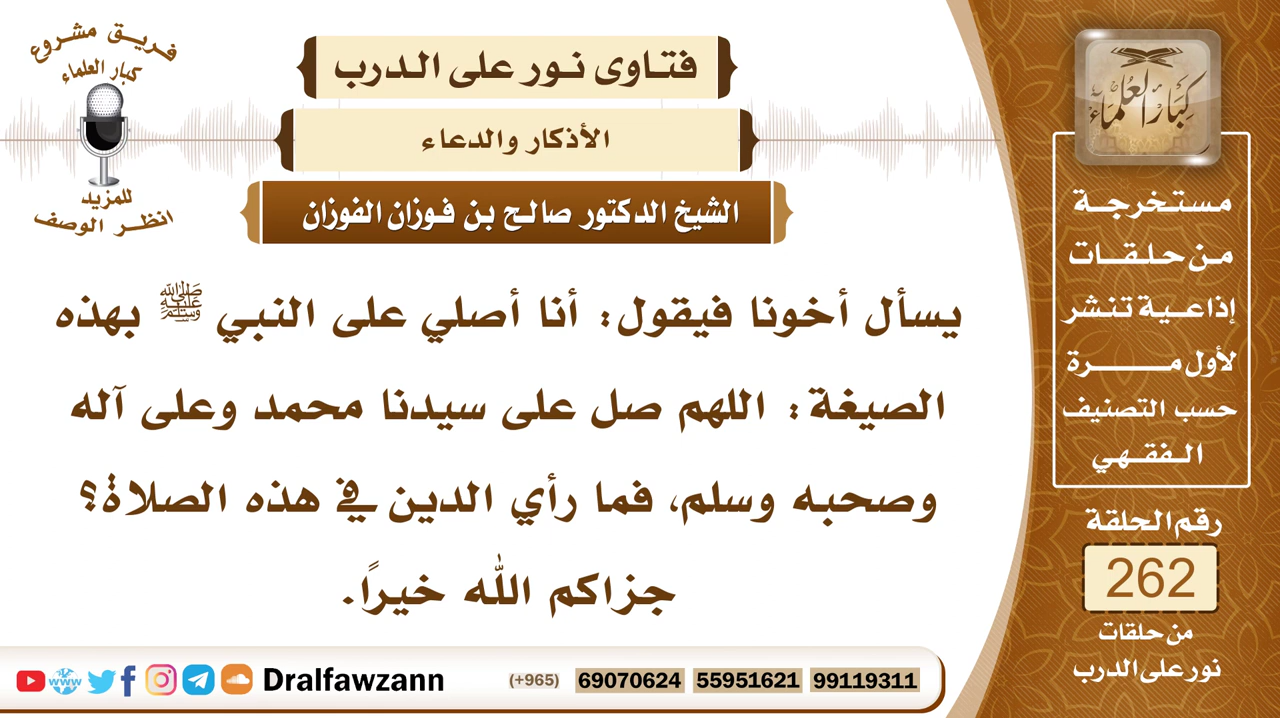 فريق مشروع
كبار العلماء
للمزيد
انظر الوصف
فتاوى نور على الدرب
الأذكار والدعاء
الشيخ الدكتور صالح بن فوزان الفوزان
يسأل أخونا فيقول: أنا أصلي على النبي ﷺ بهذه
الصيغة: اللهم صل على سيدنا محمد وعلى آله
وصحبه وسلم، فما رأي الدين في هذه الصلاة؟
جزاكم الله خيرًا.
كبار العلماء
مستخرجة
من حلقات
إذاعية تنشر
لأول مرة
حسب التصنيف
الفقهي
رقم الحلقة
262
من حلقات
نور على الدرب
www Dralfawzann (+965) 69070624 55951621 99119311